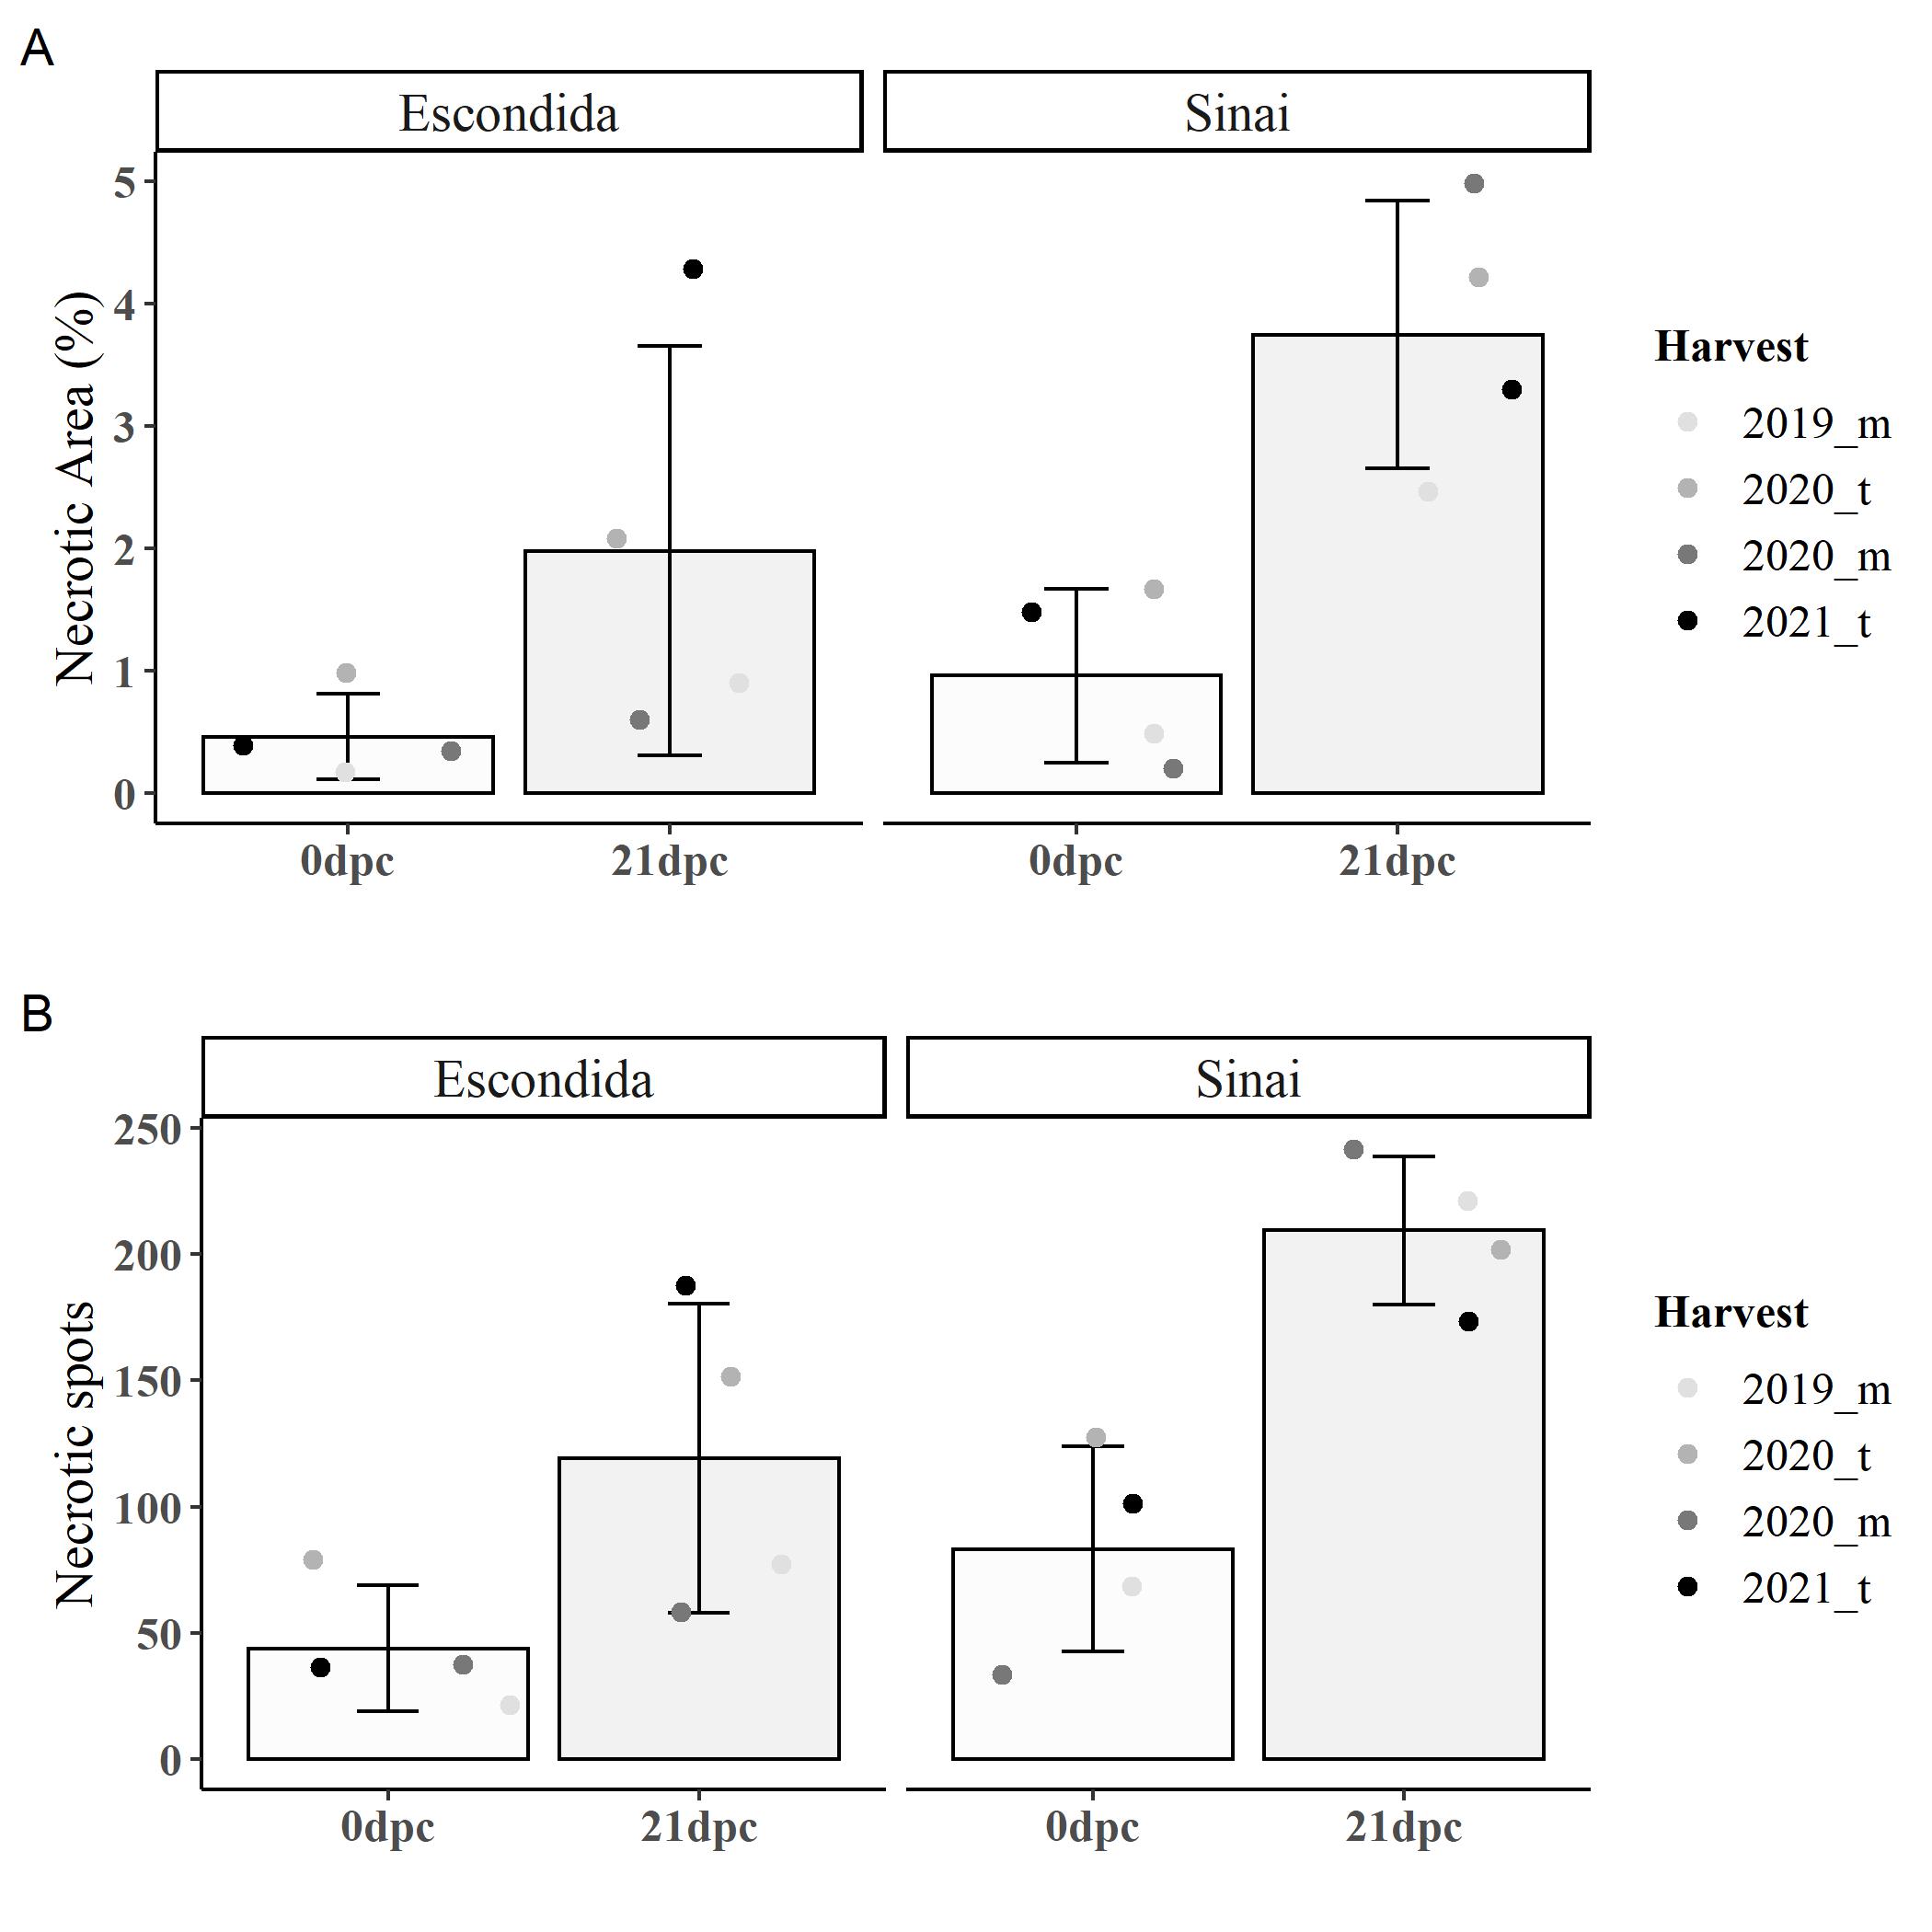 A
Escondida
Sinai
Necrotic Area (%)
5
4
3
2
1
0
0dpc
21dpc
0dpc
21dpc
Harvest
2019_m
2020_t
2020_m
2021_t
B
Escondida
Sinai
Necrotic spots
250
200
150
100
50
0
0dpc
21dpc
0dpc
21dpc
Harvest
2019_m
2020_t
2020_m
2021_t